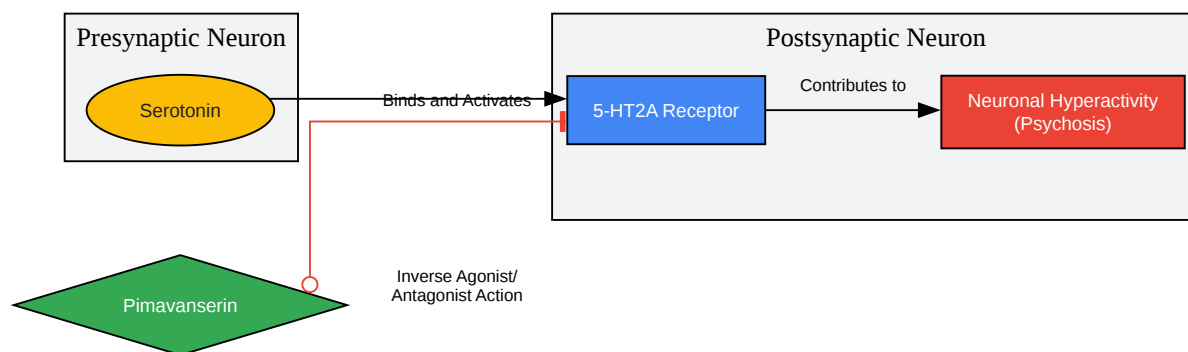 Presynaptic Neuron
Postsynaptic Neuron
Serotonin
Binds and Activates
5-HT2A Receptor
Contributes to
Neuronal Hyperactivity
(Psychosis)
Pimavanserin
Inverse Agonist/
Antagonist Action